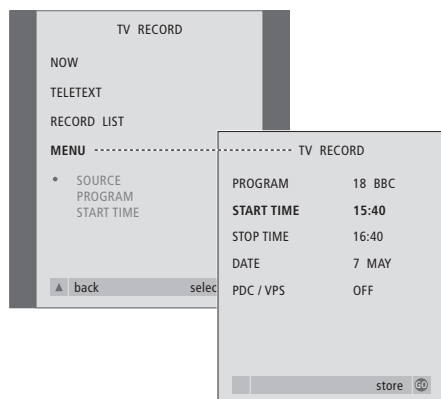 TV RECORD
NOW
TELETEXT
RECORD LIST
MENU
SOURCE
PROGRAM
START TIME
back selec
TV RECORD
PROGRAM 18 BBC
START TIME 15:40
STOP TIME 16:40
DATE 7 MAY
PDC / VPS OFF
store GO